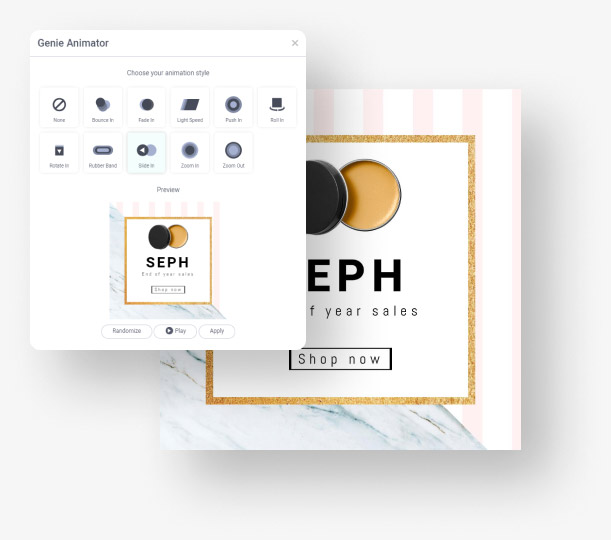 Genie Animator
Choose your animation style
None
Bounce In
Fade In
Light Speed
Push In
Roll In
Rotate In
Rubber Band
Slide In
Zoom In
Zoom Out
Preview
SEPH
End of year sales
Shop now
Randomize
Play
Apply
EPH
f year sales
Shop now